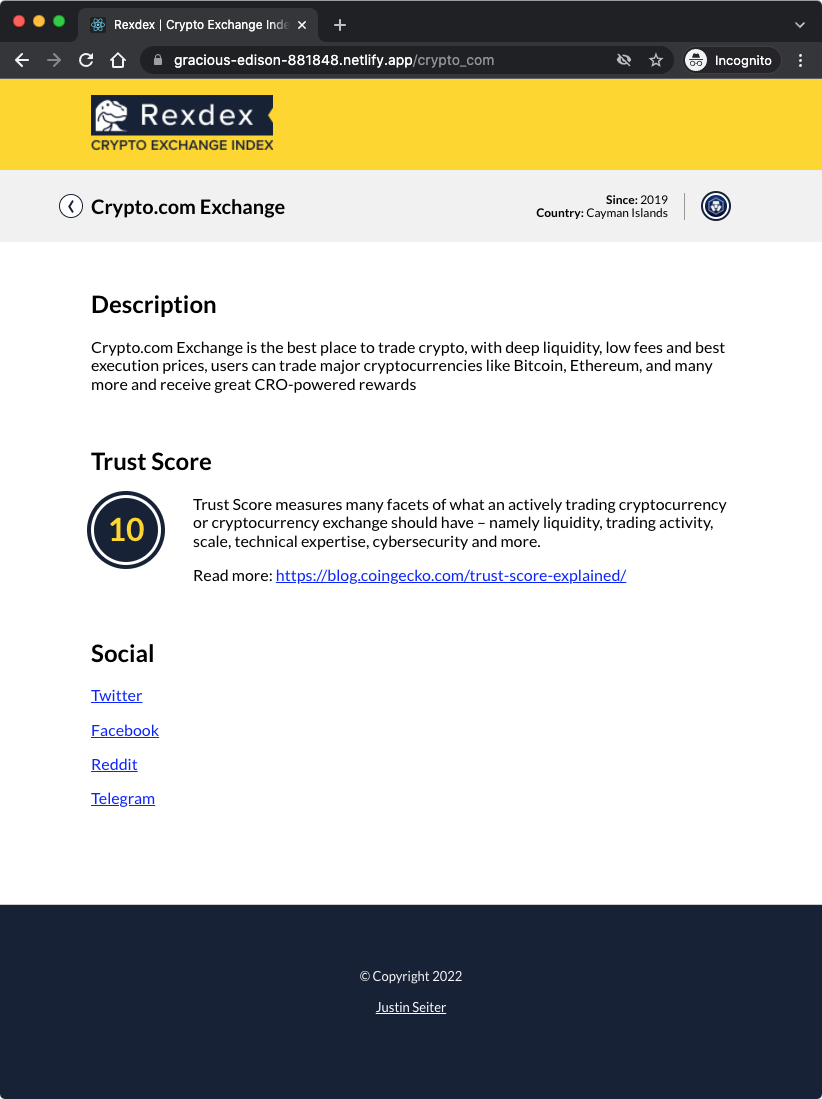 Rexdex | Crypto Exchange Inde
gracious-edison-881848.netlify.app/crypto_com
Incognito
Rexdex
CRYPTO EXCHANGE INDEX
Crypto.com Exchange
Since: 2019
Country: Cayman Islands
Description
Crypto.com Exchange is the best place to trade crypto, with deep liquidity, low fees and best
execution prices, users can trade major cryptocurrencies like Bitcoin, Ethereum, and many
more and receive great CRO-powered rewards
Trust Score
10
Trust Score measures many facets of what an actively trading cryptocurrency
or cryptocurrency exchange should have – namely liquidity, trading activity,
scale, technical expertise, cybersecurity and more.
Read more: https://blog.coingecko.com/trust-score-explained/
Social
Twitter
Facebook
Reddit
Telegram
© Copyright 2022
Justin Seiter